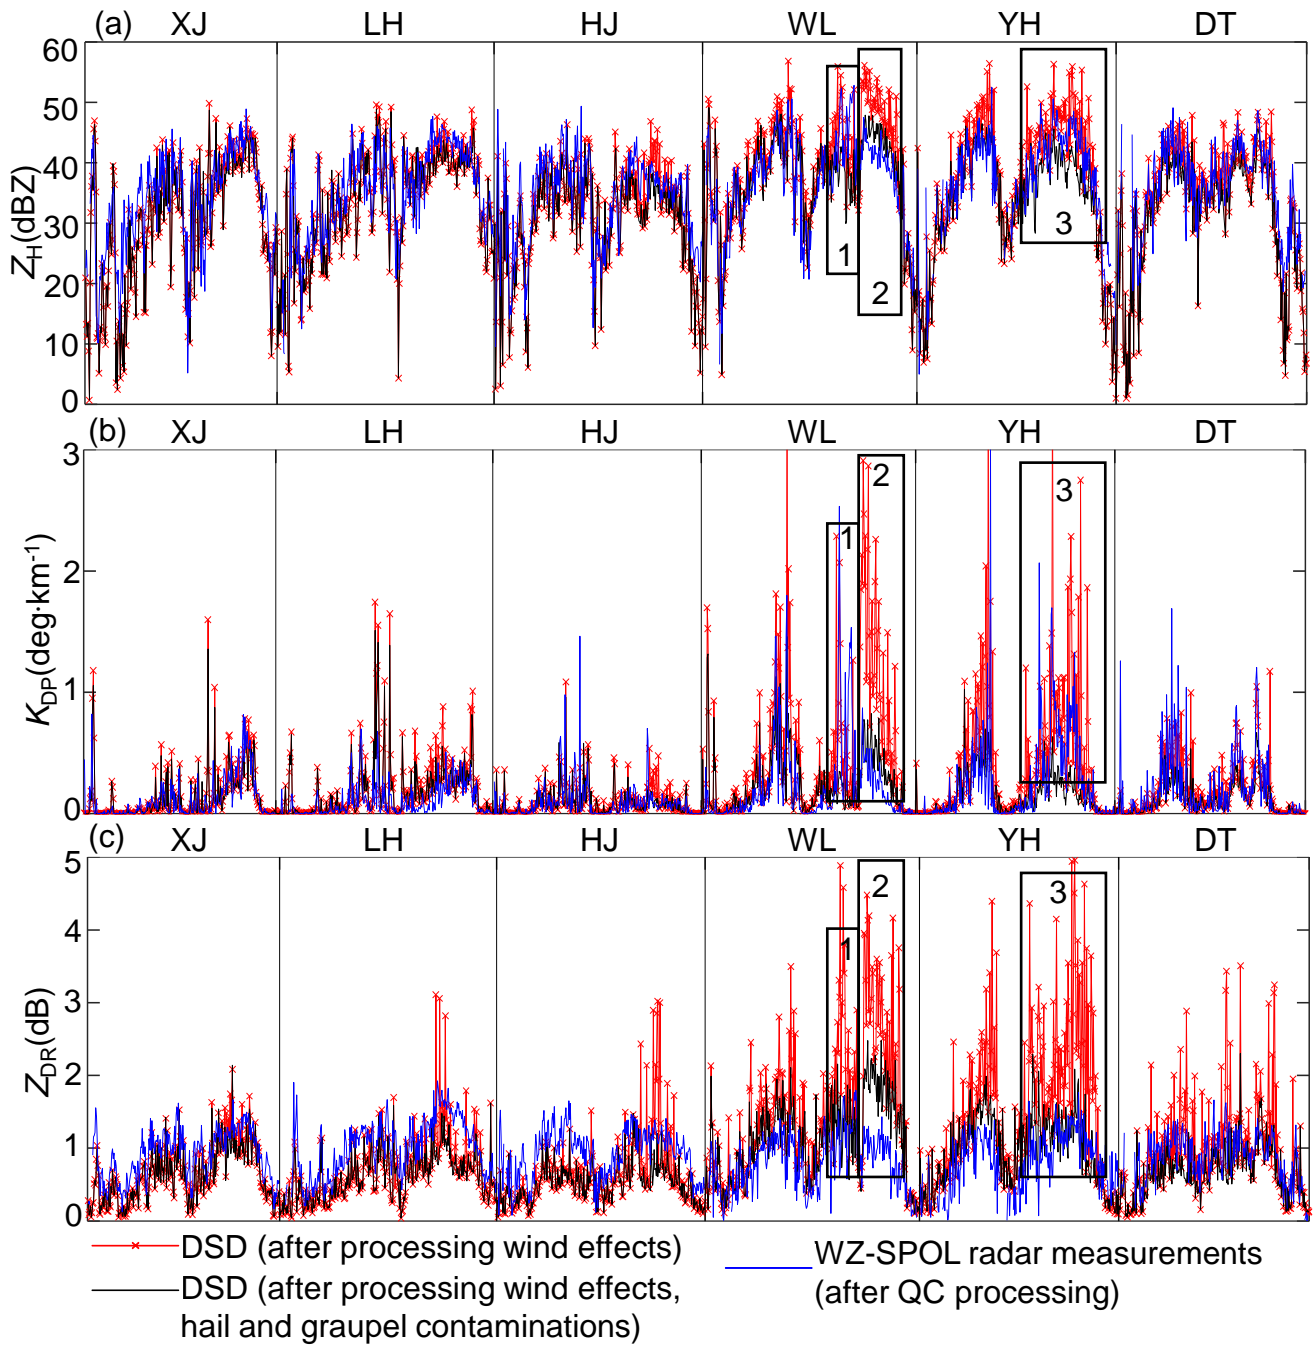 (a) XJ LH HJ WL YH DT
60
50
40
30
20
10
0
Z_H(dBZ)
1
2
3
(b) XJ LH HJ WL YH DT
3
2
1
0
K_DP(deg·km⁻¹)
1
2
3
(c) XJ LH HJ WL YH DT
5
4
3
2
1
0
Z_DR(dB)
1
2
3
DSD (after processing wind effects)
DSD (after processing wind effects,
hail and graupel contaminations)
WZ-SPOL radar measurements
(after QC processing)